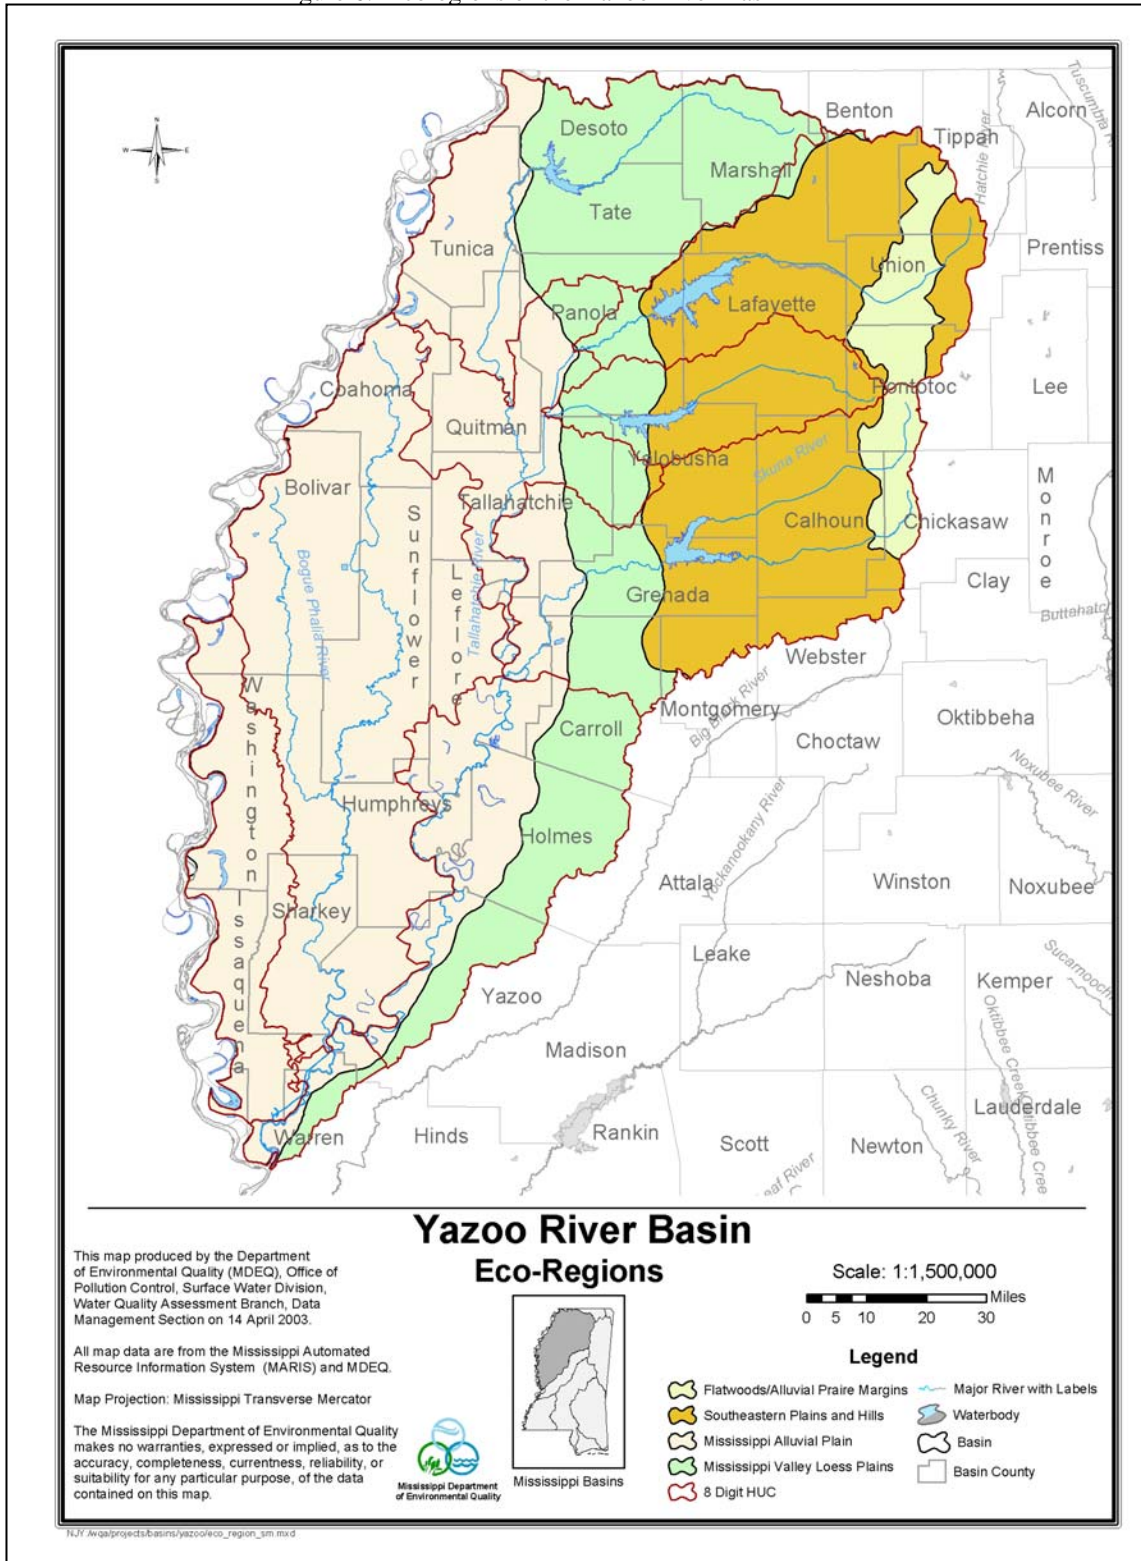 N
W E
S
Benton
Alcorn
Desoto
Tippah
Marshall
Hatchie River
Tate
Tunica
Prentiss
Union
Panola
Lafayette
Coahoma
Pontotoc
Lee
Quitman
Yalobusha
Skuna River
Bolivar
Tallahatchie
Monroe
Sunflower
Calhoun
Chickasaw
Bogue Phalia River
Leflore
Tallahatchie River
Clay
Grenada
Webster
Washington
Montgomery
Big Black River
Oktibbeha
Carroll
Choctaw
Noxubee River
Humphreys
Holmes
Yockanookany River
Attala
Winston
Noxubee
Issaquena
Sharkey
Leake
Neshoba
Kemper
Yazoo
Madison
Oktibbee Creek
Chunky River
Lauderdale
Warren
Hinds
Rankin
Scott
Newton
Yazoo River Basin
Eco-Regions
This map produced by the Department
of Environmental Quality (MDEQ), Office of
Pollution Control, Surface Water Division,
Water Quality Assessment Branch, Data
Management Section on 14 April 2003.
All map data are from the Mississippi Automated
Resource Information System (MARIS) and MDEQ.
Map Projection: Mississippi Transverse Mercator
The Mississippi Department of Environmental Quality
makes no warranties, expressed or implied, as to the
accuracy, completeness, currentness, reliability, or
suitability for any particular purpose, of the data
contained on this map.
Mississippi Department
of Environmental Quality
Mississippi Basins
Scale: 1:1,500,000
Miles
0 5 10 20 30
Legend
Flatwoods/Alluvial Praire Margins
Southeastern Plains and Hills
Mississippi Alluvial Plain
Mississippi Valley Loess Plains
8 Digit HUC
Major River with Labels
Waterbody
Basin
Basin County